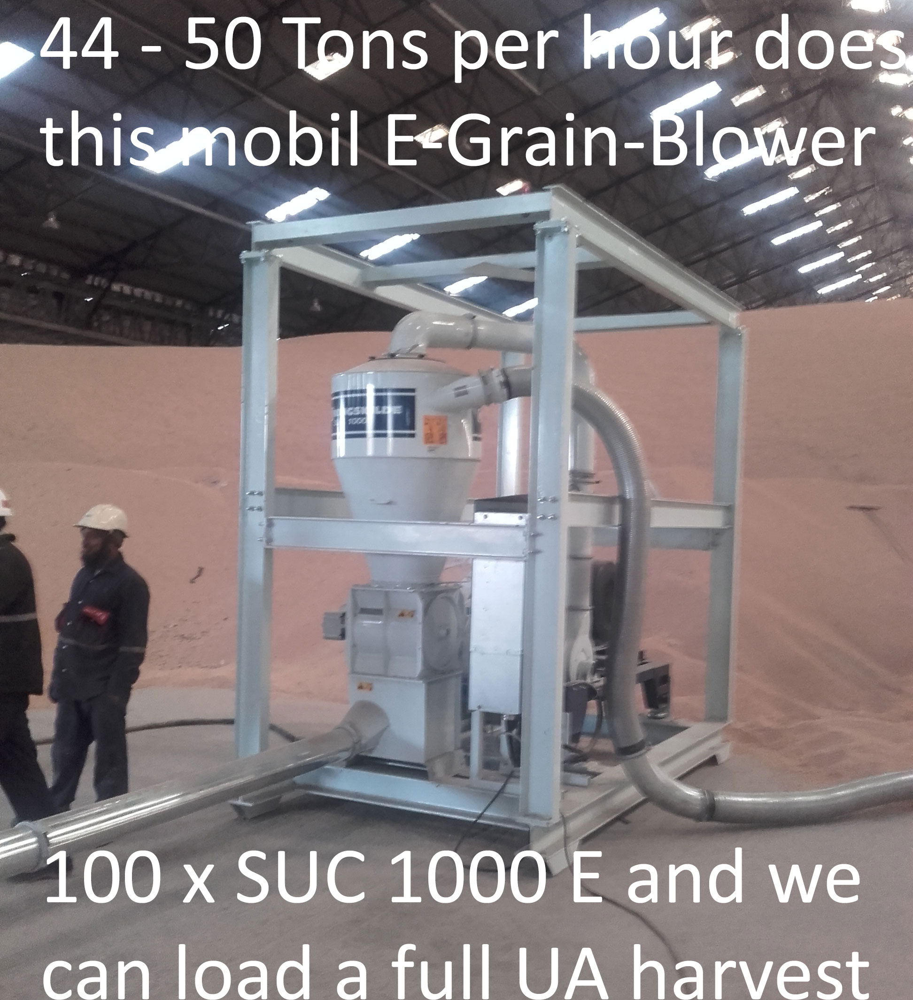 44 - 50 Tons per hour does
this mobil E-Grain-Blower
1000
100 x SUC 1000 E and we
can load a full UA harvest